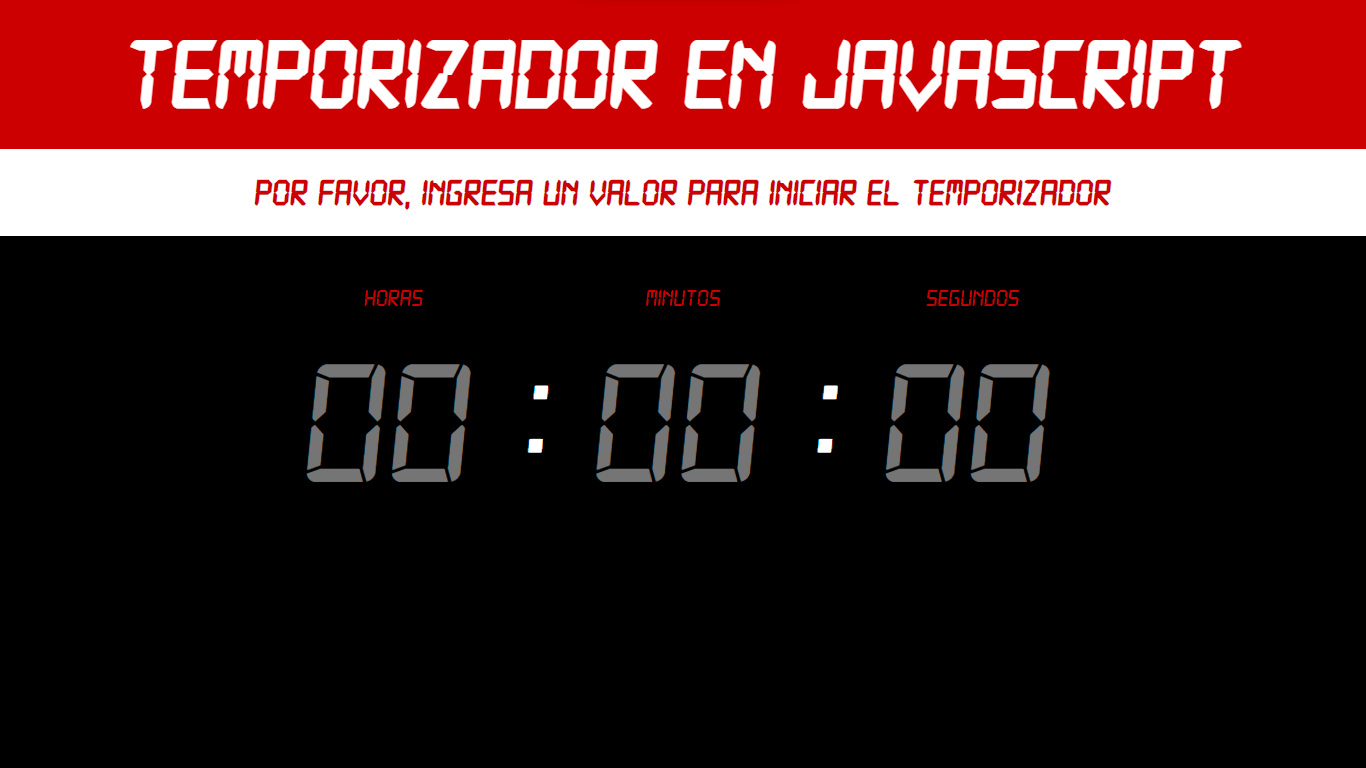 TEMPORIZADOR EN JAVASCRIPT
POR FAVOR, INGRESA UN VALOR PARA INICIAR EL TEMPORIZADOR
HORAS MINUTOS SEGUNDOS
00 : 00 : 00